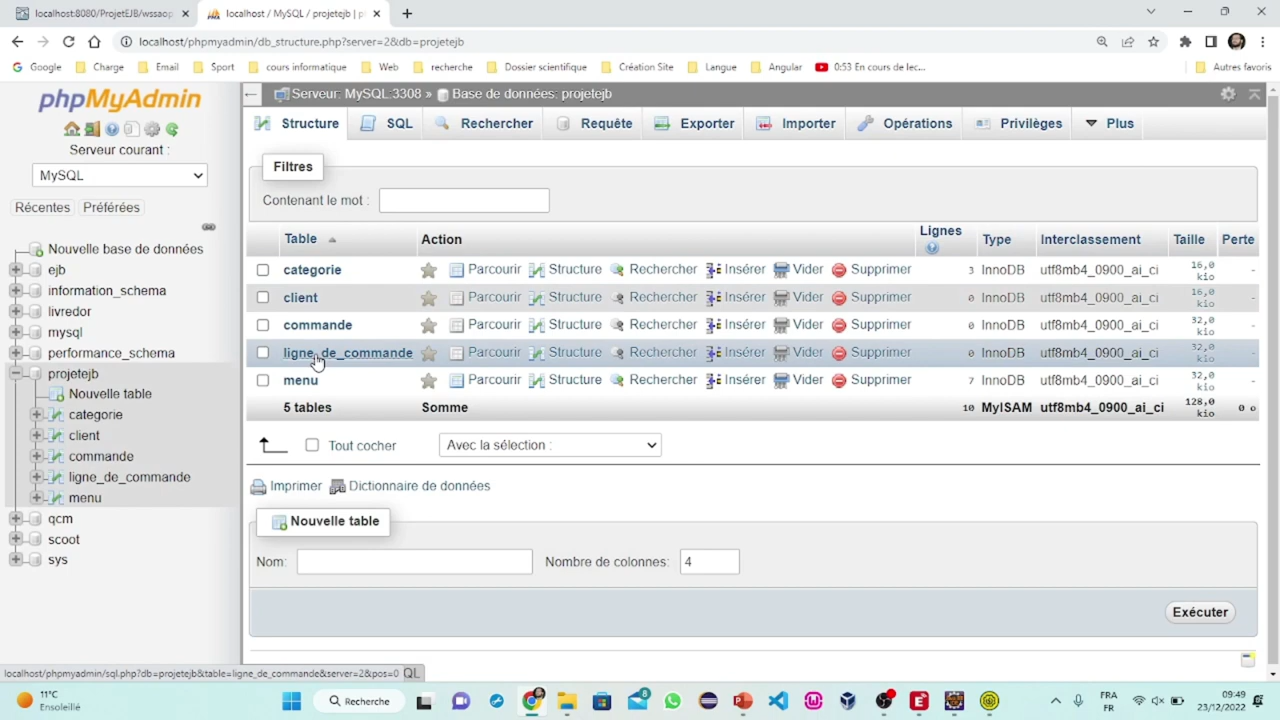 localhost:8080/ProjetEJB/wssaop
localhost / MySQL / projetejb | p
localhost/phpmyadmin/db_structure.php?server=2&db=projetejb
Google Charge Email Sport cours informatique Web recherche Dossier scientifique Création Site Langue Angular 0:53 En cours de lec... Autres favoris
phpMyAdmin
Serveur courant :
MySQL
Récentes Préférées
Nouvelle base de données
ejb
information_schema
livredor
mysql
performance_schema
projetejb
Nouvelle table
categorie
client
commande
ligne_de_commande
menu
qcm
scoot
sys
Serveur: MySQL:3308 » Base de données: projetejb
Structure SQL Rechercher Requête Exporter Importer Opérations Privilèges Plus
Filtres
Contenant le mot :
Table Action Lignes Type Interclassement Taille Perte
categorie Parcourir Structure Rechercher Insérer Vider Supprimer 3 InnoDB utf8mb4_0900_ai_ci 16,0 kio -
client Parcourir Structure Rechercher Insérer Vider Supprimer 0 InnoDB utf8mb4_0900_ai_ci 16,0 kio -
commande Parcourir Structure Rechercher Insérer Vider Supprimer 0 InnoDB utf8mb4_0900_ai_ci 32,0 kio -
ligne_de_commande Parcourir Structure Rechercher Insérer Vider Supprimer 0 InnoDB utf8mb4_0900_ai_ci 32,0 kio -
menu Parcourir Structure Rechercher Insérer Vider Supprimer 7 InnoDB utf8mb4_0900_ai_ci 32,0 kio -
5 tables Somme 10 MyISAM utf8mb4_0900_ai_ci 128,0 kio 0 o
Tout cocher Avec la sélection :
Imprimer Dictionnaire de données
Nouvelle table
Nom: Nombre de colonnes: 4
Exécuter
localhost/phpmyadmin/sql.php?db=projetejb&table=ligne_de_commande&server=2&pos=0 QL
11°C
Ensoleillé
Recherche
8
FRA
FR
09:49
23/12/2022